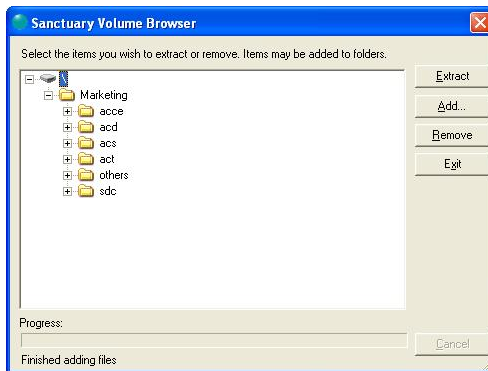 Sanctuary Volume Browser
Select the items you wish to extract or remove. Items may be added to folders.
\
Marketing
acce
acd
acs
act
others
sdc
Extract
Add...
Remove
Exit
Progress:
Cancel
Finished adding files